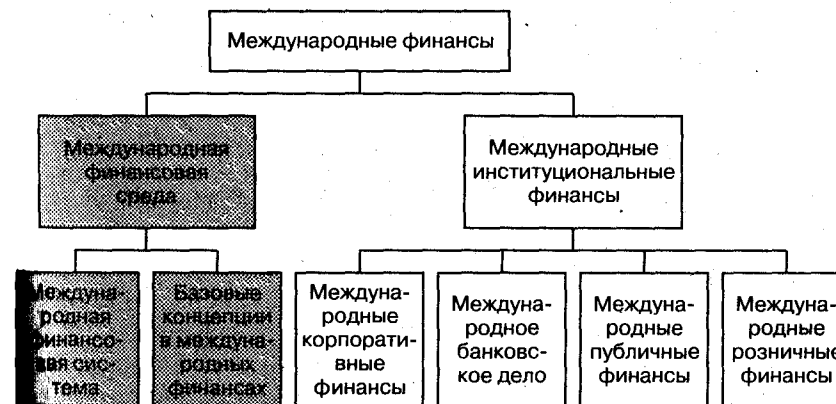 Международные финансы
Международная
финансовая
среда
Международные
институциональные
финансы
Междуна-
родная
финансо-
вая сис-
тема
Базовые
концепции
в междуна-
родных
финансах
Междуна-
родные
корпорати-
вные
финансы
Междуна-
родное
банковс-
кое дело
Междуна-
родные
публичные
финансы
Междуна-
родные
розничные
финансы